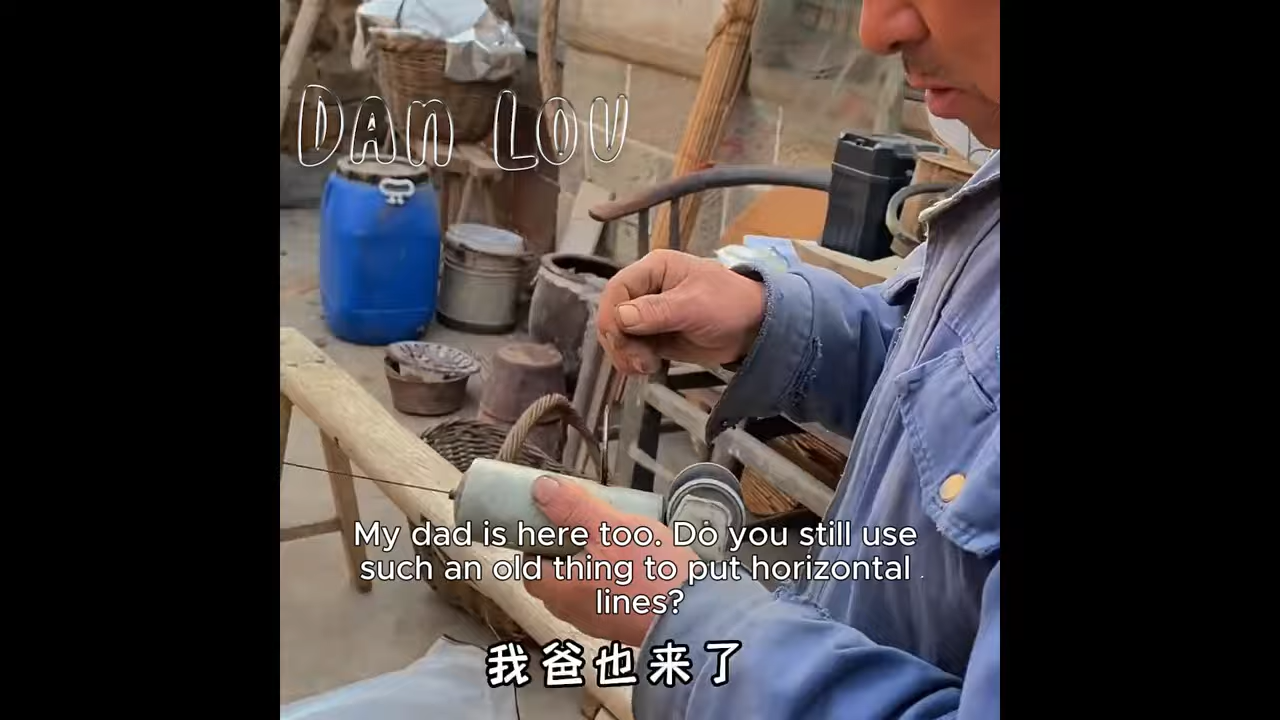 Dan Lou
My dad is here too. Do you still use
such an old thing to put horizontal
lines?
我爸也来了